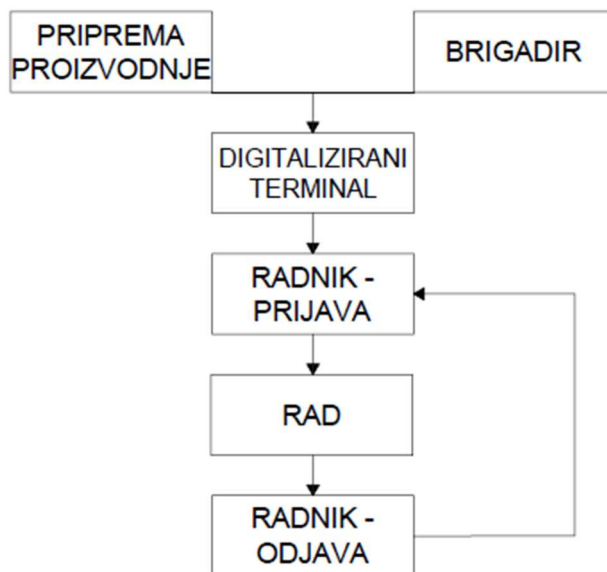 PRIPREMA
PROIZVODNJE
BRIGADIR
DIGITALIZIRANI
TERMINAL
RADNIK -
PRIJAVA
RAD
RADNIK -
ODJAVA